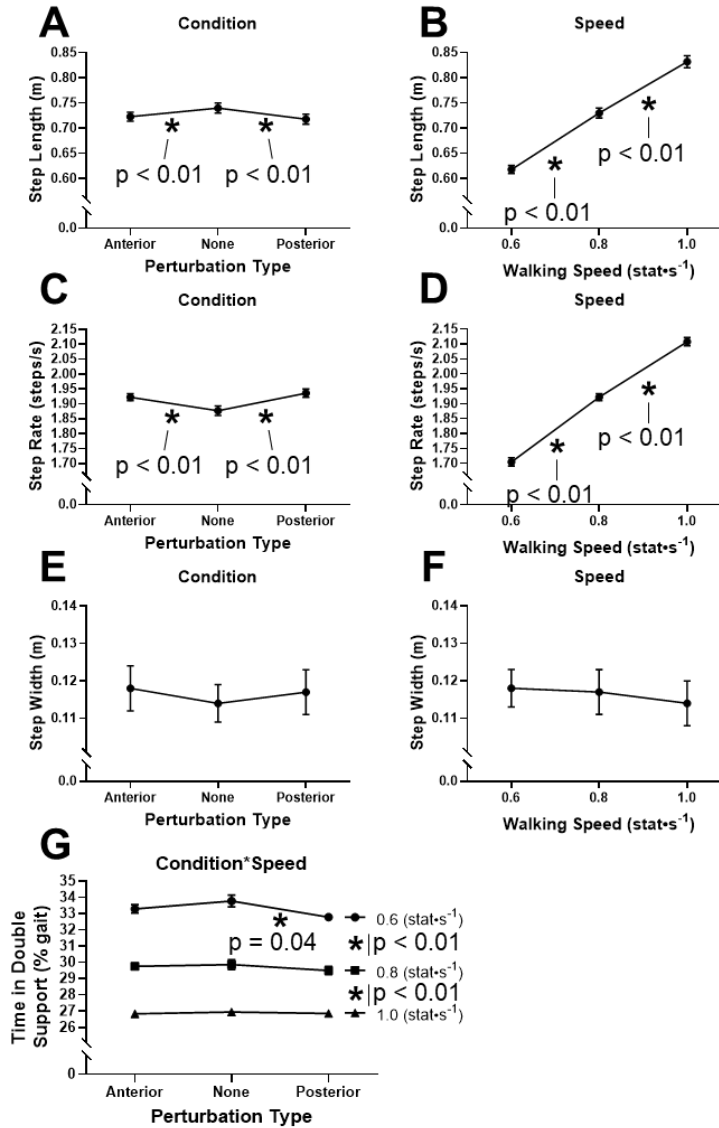 A
Condition
Step Length (m)
0.85
0.80
0.75
0.70
0.65
0.60
0.0
*
*
p < 0.01
p < 0.01
Anterior
None
Posterior
Perturbation Type
B
Speed
Step Length (m)
0.85
0.80
0.75
0.70
0.65
0.60
0.0
*
*
p < 0.01
p < 0.01
0.6
0.8
1.0
Walking Speed (stat•s⁻¹)
C
Condition
Step Rate (steps/s)
2.15
2.10
2.05
2.00
1.95
1.90
1.85
1.80
1.75
1.70
0.0
*
*
p < 0.01
p < 0.01
Anterior
None
Posterior
Perturbation Type
D
Speed
Step Rate (steps/s)
2.15
2.10
2.05
2.00
1.95
1.90
1.85
1.80
1.75
1.70
0.0
*
*
p < 0.01
p < 0.01
0.6
0.8
1.0
Walking Speed (stat•s⁻¹)
E
Condition
Step Width (m)
0.14
0.13
0.12
0.11
0.0
Anterior
None
Posterior
Perturbation Type
F
Speed
Step Width (m)
0.14
0.13
0.12
0.11
0.0
0.6
0.8
1.0
Walking Speed (stat•s⁻¹)
G
Condition*Speed
Time in Double
Support (% gait)
35
34
33
32
31
30
29
28
27
26
0
*
p = 0.04
0.6 (stat•s⁻¹)
*|p < 0.01
0.8 (stat•s⁻¹)
*|p < 0.01
1.0 (stat•s⁻¹)
Anterior
None
Posterior
Perturbation Type